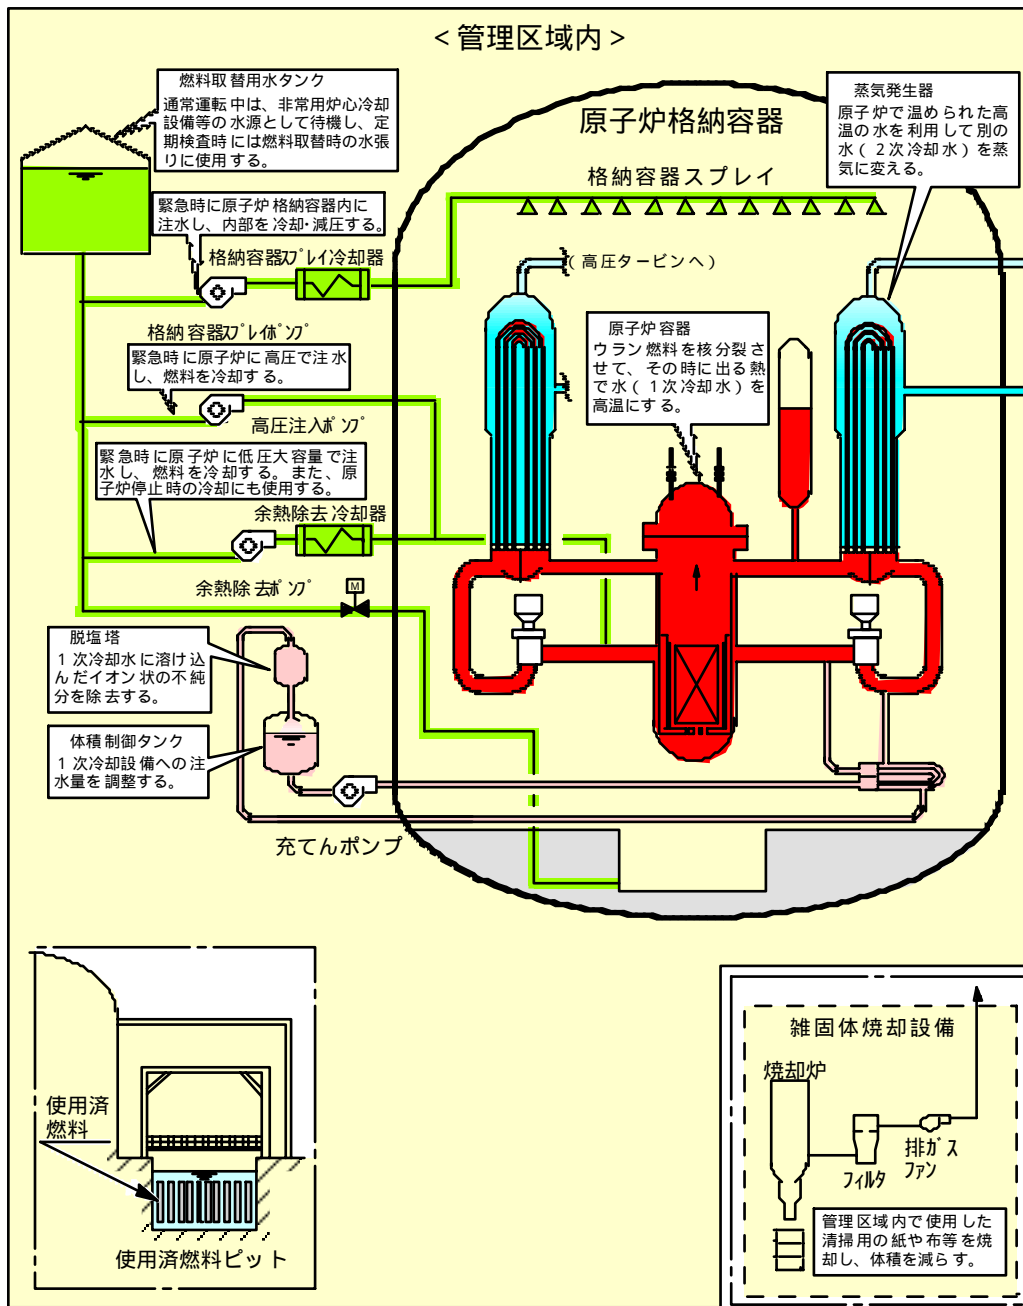 ＜管理区域内＞
燃料取替用水タンク
通常運転中は、非常用炉心冷却
設備等の水源として待機し、定
期検査時には燃料取替時の水張
りに使用する。
蒸気発生器
原子炉で温められた高
温の水を利用して別の
水（２次冷却水）を蒸
気に変える。
原子炉格納容器
格納容器スプレイ
緊急時に原子炉格納容器内に
注水し、内部を冷却・減圧する。
格納容器ｽﾌﾟﾚｲ冷却器
（高圧タービンへ）
格納容器ｽﾌﾟﾚｲﾎﾟﾝﾌﾟ
原子炉容器
ウラン燃料を核分裂さ
せて、その時に出る熱
で水（１次冷却水）を
高温にする。
緊急時に原子炉に高圧で注水
し、燃料を冷却する。
高圧注入ﾎﾟﾝﾌﾟ
緊急時に原子炉に低圧大容量で注
水し、燃料を冷却する。また、原
子炉停止時の冷却にも使用する。
余熱除去冷却器
余熱除去ﾎﾟﾝﾌﾟ
M
脱塩塔
１次冷却水に溶け込
んだイオン状の不純
分を除去する。
体積制御タンク
１次冷却設備への注
水量を調整する。
充てんポンプ
使用済
燃料
使用済燃料ピット
雑固体焼却設備
焼却炉
ﾌｨﾙﾀ
排ｶﾞｽ
ﾌｧﾝ
管理区域内で使用した
清掃用の紙や布等を焼
却し、体積を減らす。